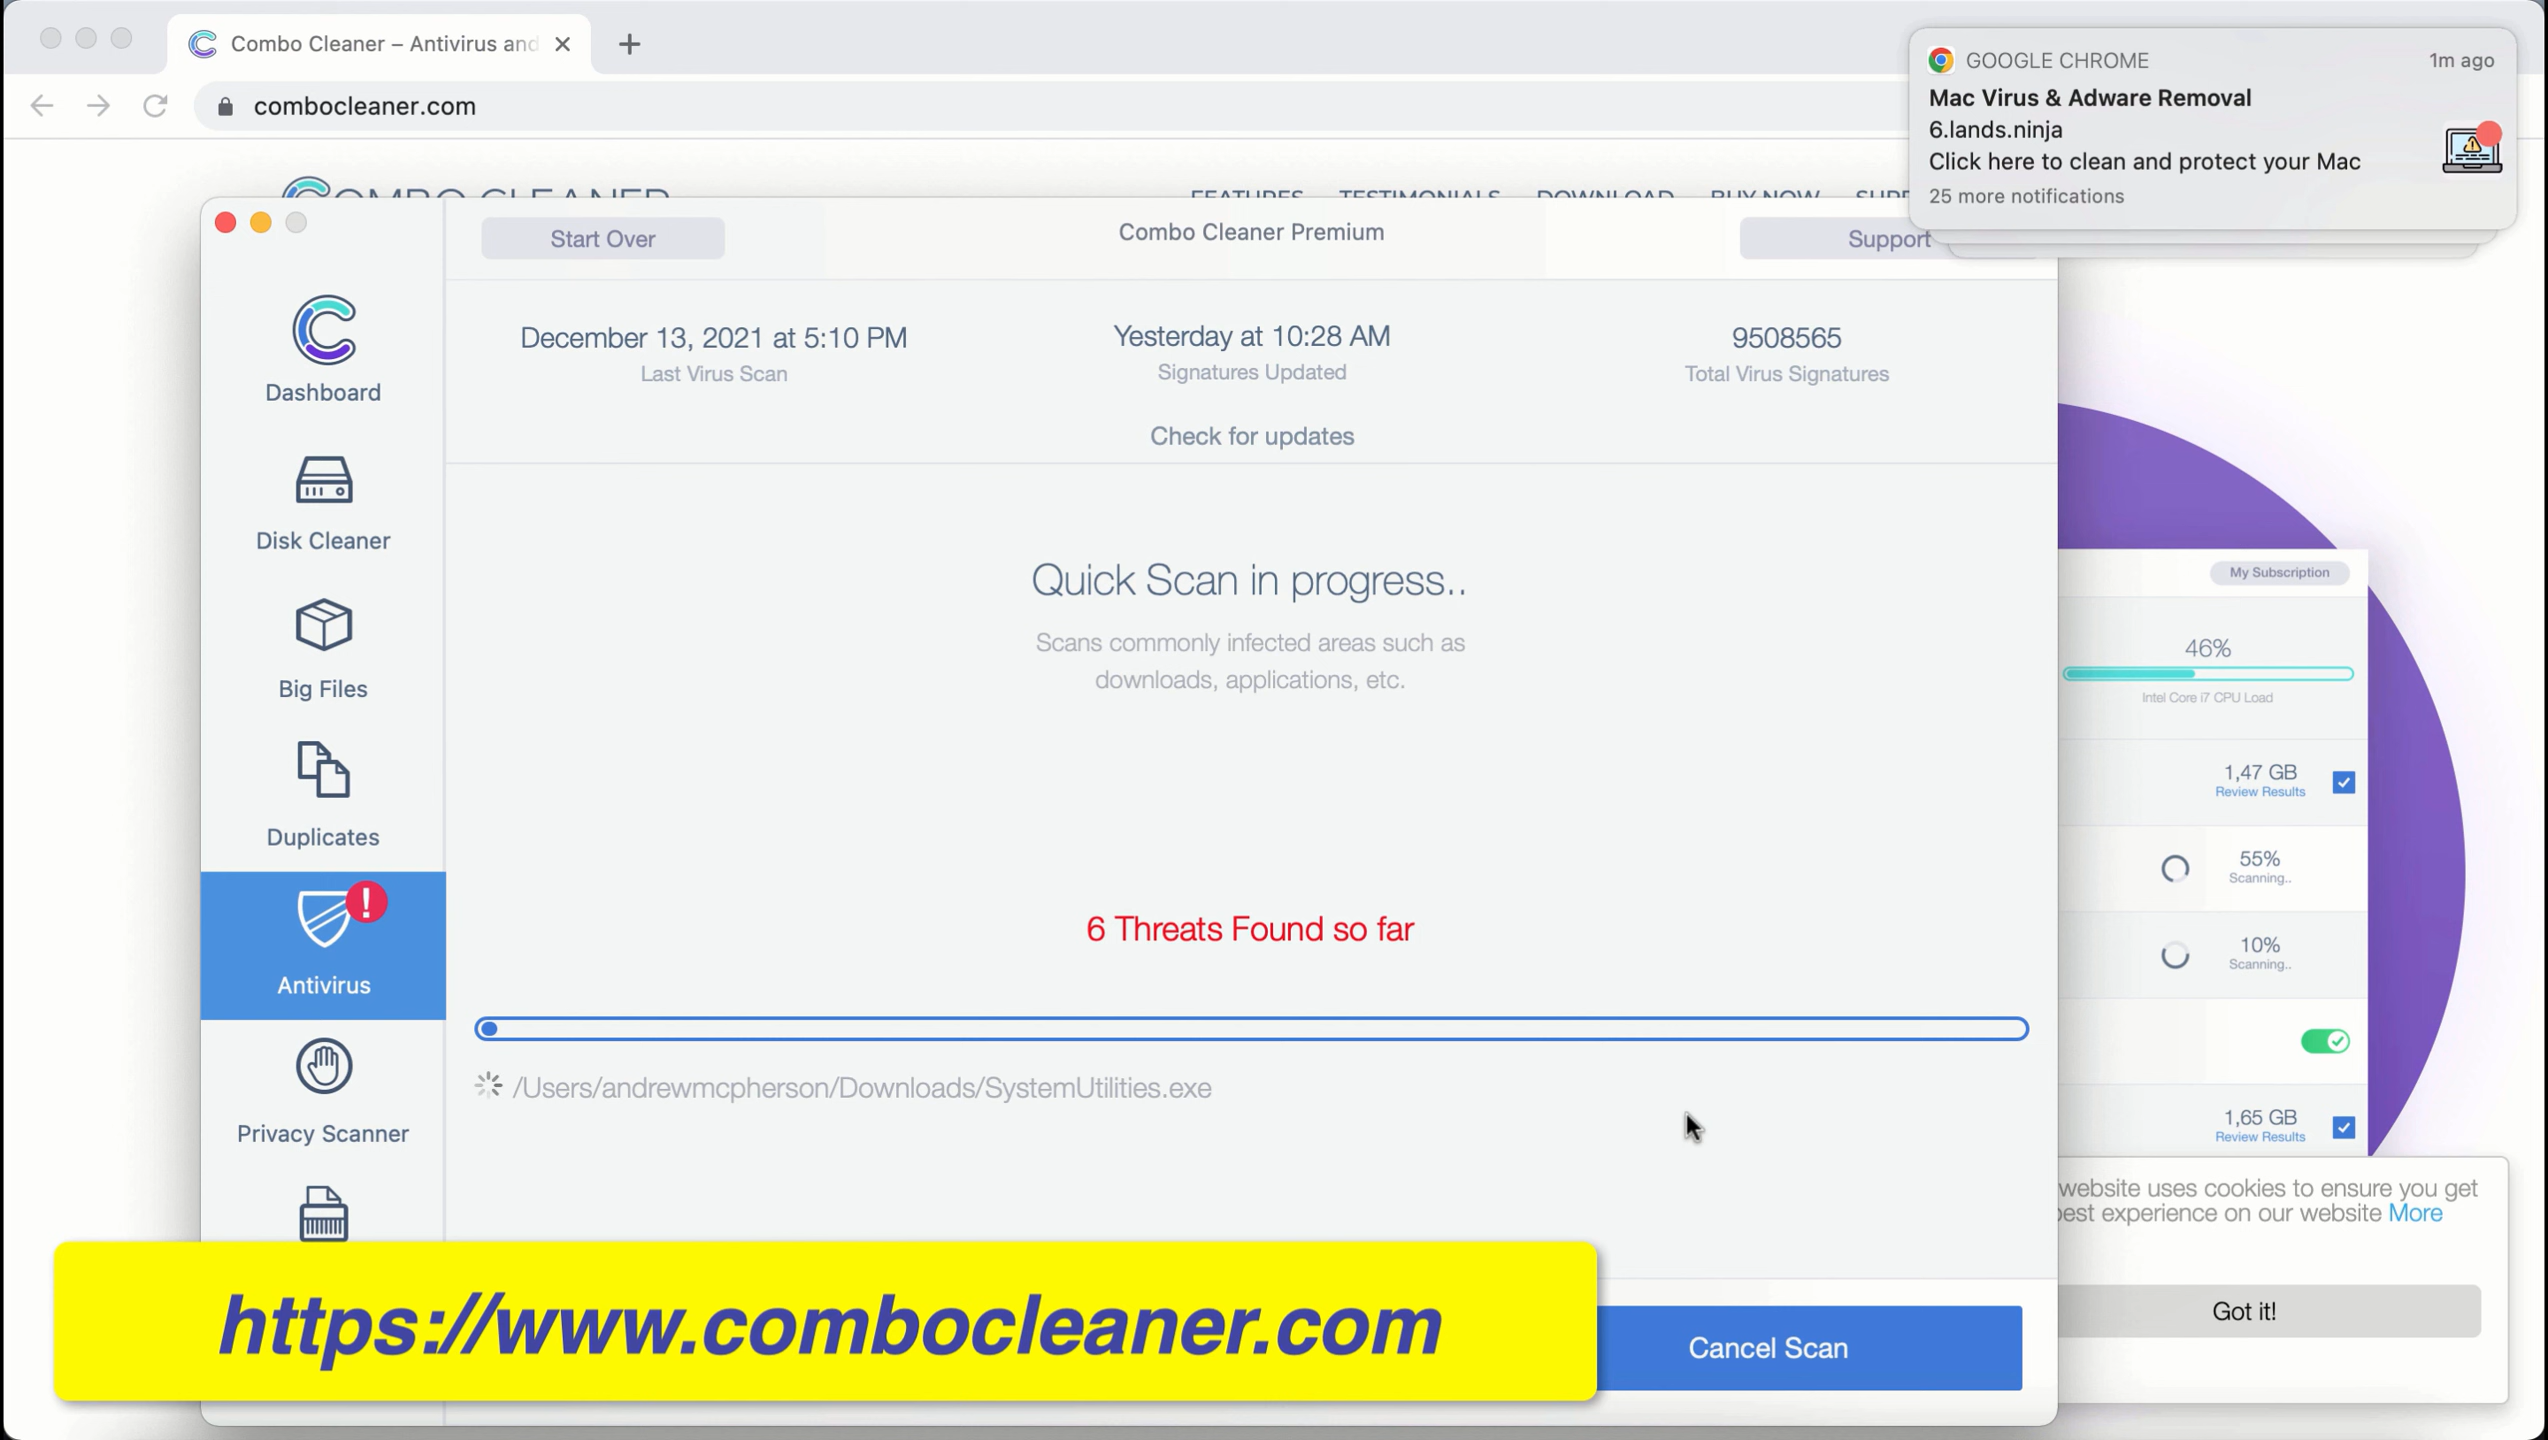 Combo Cleaner – Antivirus and
combocleaner.com
GOOGLE CHROME
1m ago
Mac Virus & Adware Removal
6.lands.ninja
Click here to clean and protect your Mac
25 more notifications
COMBO CLEANER
FEATURES TESTIMONIALS DOWNLOAD BUY NOW
Start Over
Combo Cleaner Premium
Support
December 13, 2021 at 5:10 PM
Last Virus Scan
Yesterday at 10:28 AM
Signatures Updated
9508565
Total Virus Signatures
Check for updates
Dashboard
Disk Cleaner
Big Files
Duplicates
Antivirus
Privacy Scanner
Quick Scan in progress..
Scans commonly infected areas such as
downloads, applications, etc.
6 Threats Found so far
/Users/andrewmcpherson/Downloads/SystemUtilities.exe
Cancel Scan
My Subscription
46%
Intel Core i7 CPU Load
1,47 GB
Review Results
55%
Scanning..
10%
Scanning..
1,65 GB
Review Results
website uses cookies to ensure you get
best experience on our website More
Got it!
https://www.combocleaner.com